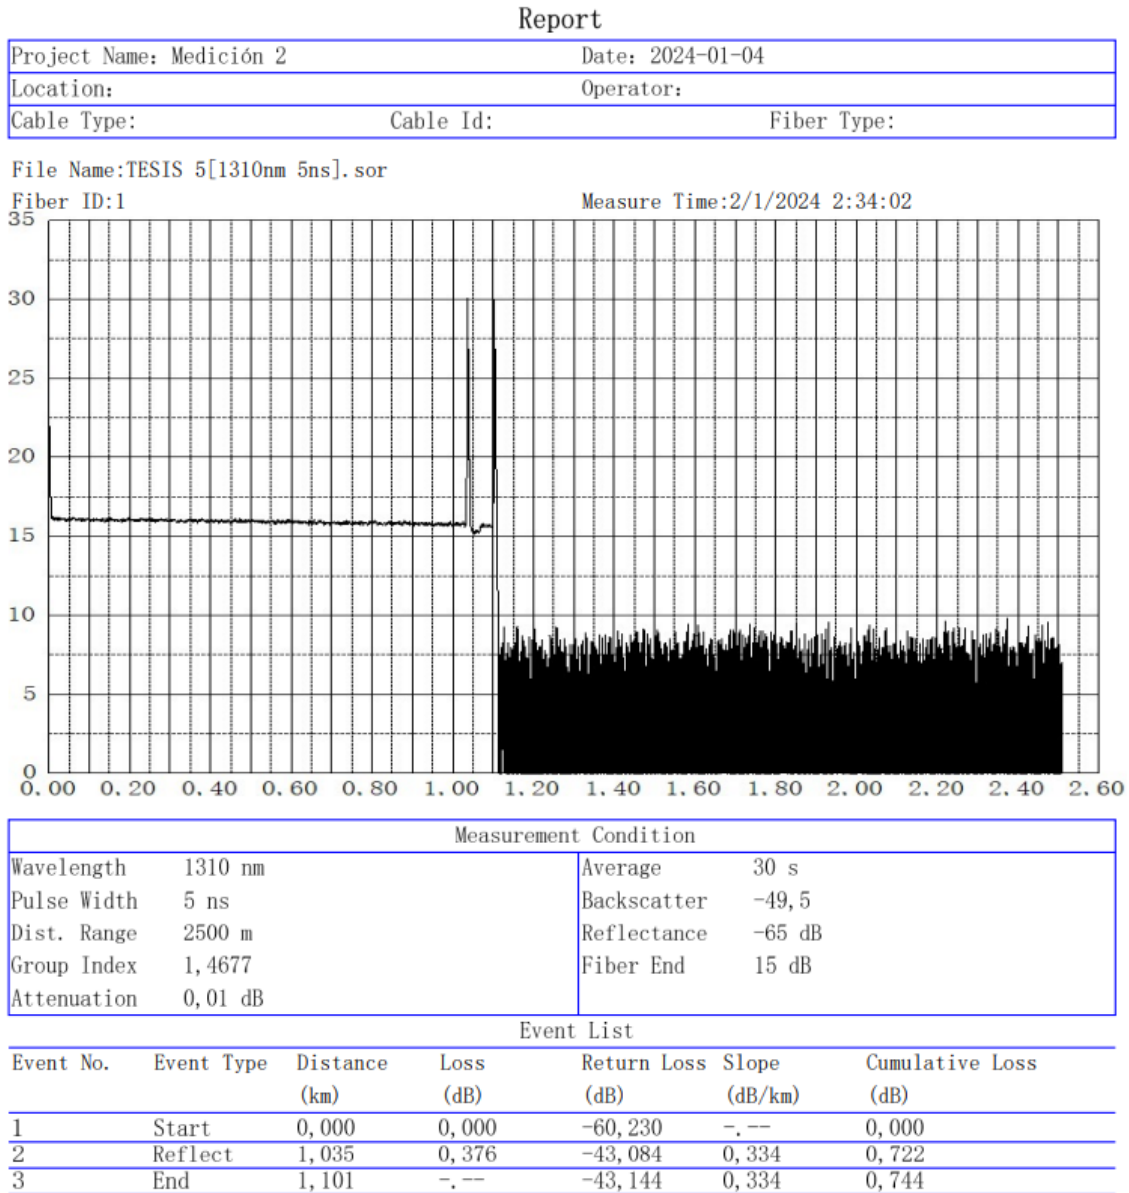 Report
Project Name: Medición 2 Date: 2024-01-04
Location: Operator:
Cable Type: Cable Id: Fiber Type:
File Name:TESIS 5[1310nm 5ns].sor
Fiber ID:1 Measure Time:2/1/2024 2:34:02
35
30
25
20
15
10
5
0
0.00 0.20 0.40 0.60 0.80 1.00 1.20 1.40 1.60 1.80 2.00 2.20 2.40 2.60
Measurement Condition
Wavelength 1310 nm Average 30 s
Pulse Width 5 ns Backscatter -49,5
Dist. Range 2500 m Reflectance -65 dB
Group Index 1,4677 Fiber End 15 dB
Attenuation 0,01 dB
Event List
Event No. Event Type Distance Loss Return Loss Slope Cumulative Loss
(km) (dB) (dB) (dB/km) (dB)
1 Start 0,000 0,000 -60,230 -.-- 0,000
2 Reflect 1,035 0,376 -43,084 0,334 0,722
3 End 1,101 -.-- -43,144 0,334 0,744